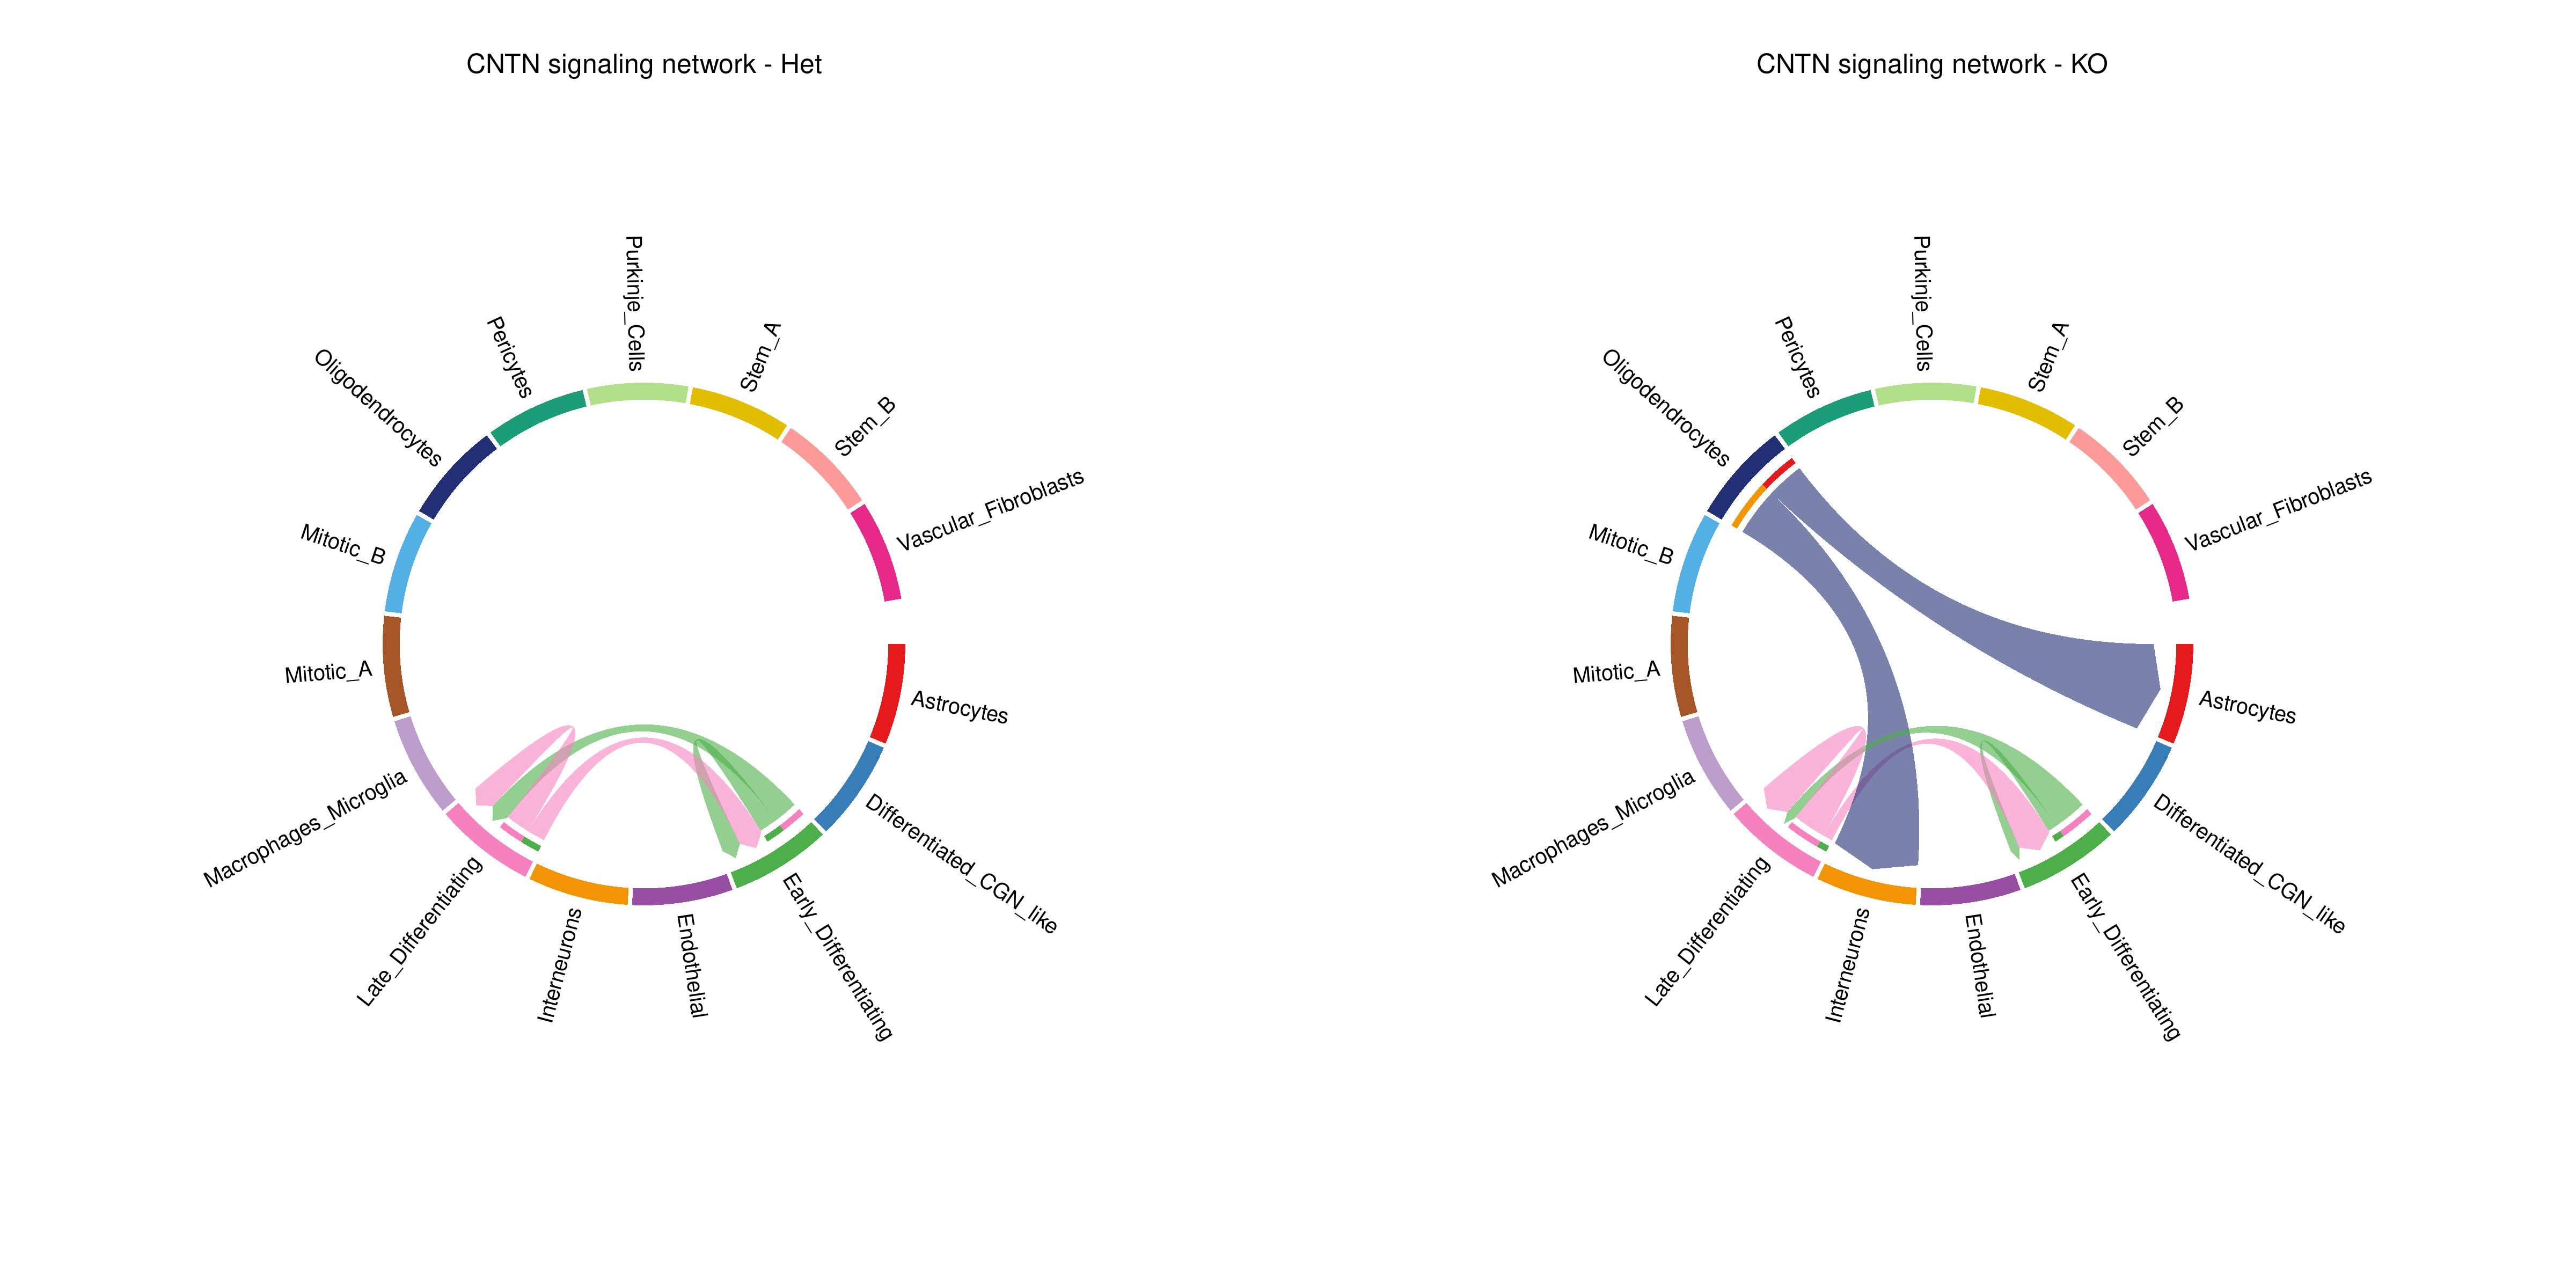 CNTN signaling network - Het
Purkinje_Cells
Stem_A
Pericytes
Stem_B
Oligodendrocytes
Vascular_Fibroblasts
Mitotic_B
Mitotic_A
Astrocytes
Macrophages_Microglia
Differentiated_CGN_like
Late_Differentiating
Early_Differentiating
Interneurons
Endothelial
CNTN signaling network - KO
Purkinje_Cells
Stem_A
Pericytes
Stem_B
Oligodendrocytes
Vascular_Fibroblasts
Mitotic_B
Mitotic_A
Astrocytes
Macrophages_Microglia
Differentiated_CGN_like
Late_Differentiating
Early_Differentiating
Interneurons
Endothelial